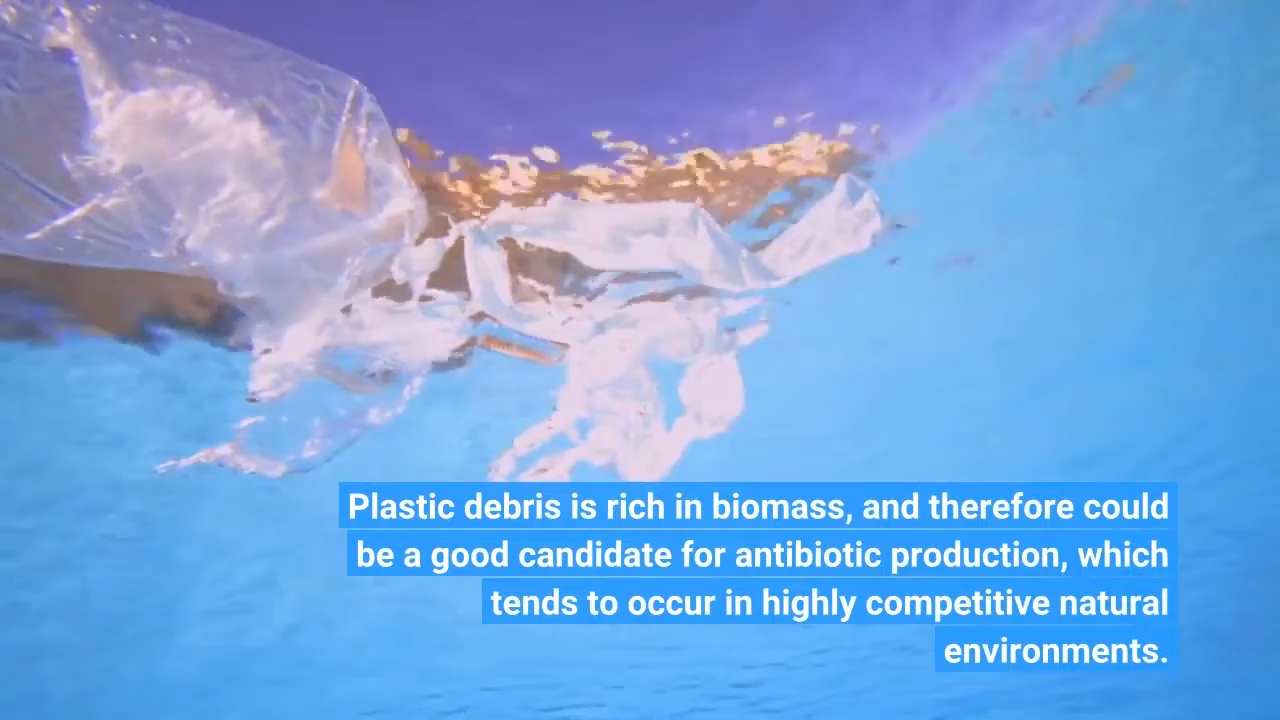 Plastic debris is rich in biomass, and therefore could
be a good candidate for antibiotic production, which
tends to occur in highly competitive natural
environments.